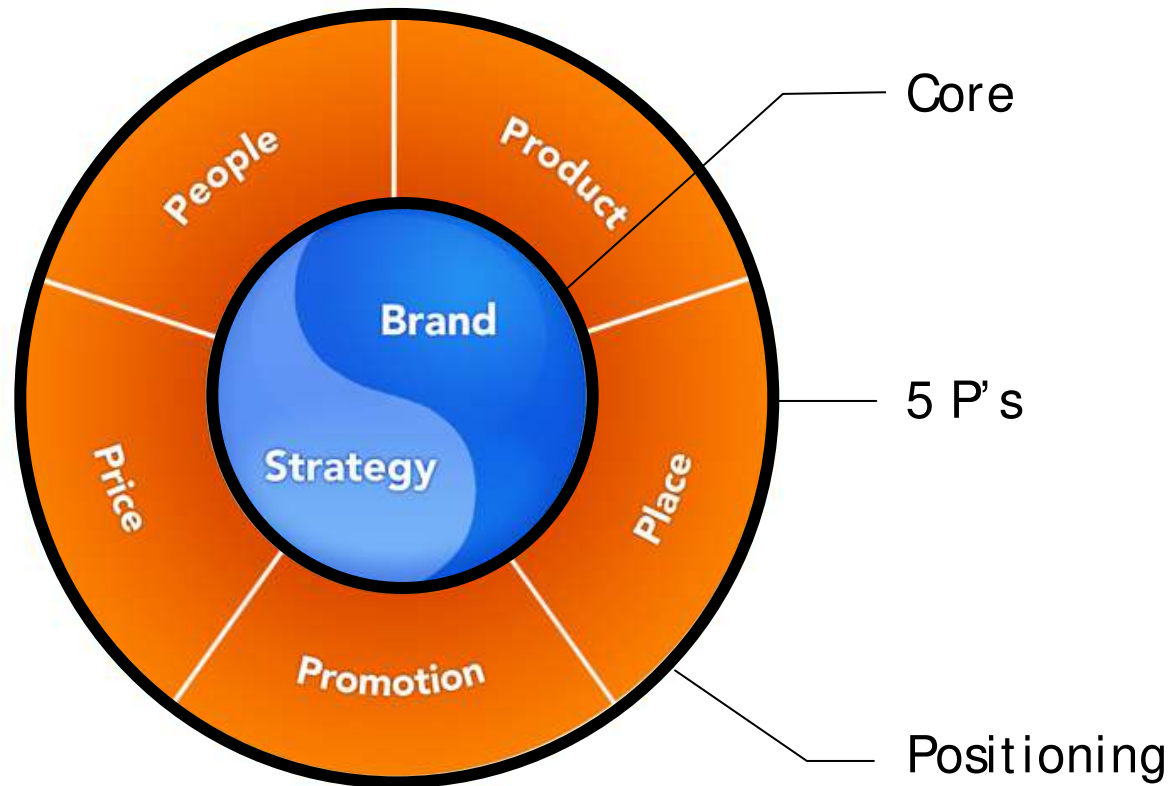 People
Product
Core
Brand
Strategy
5 P's
Price
Place
Promotion
Positioning